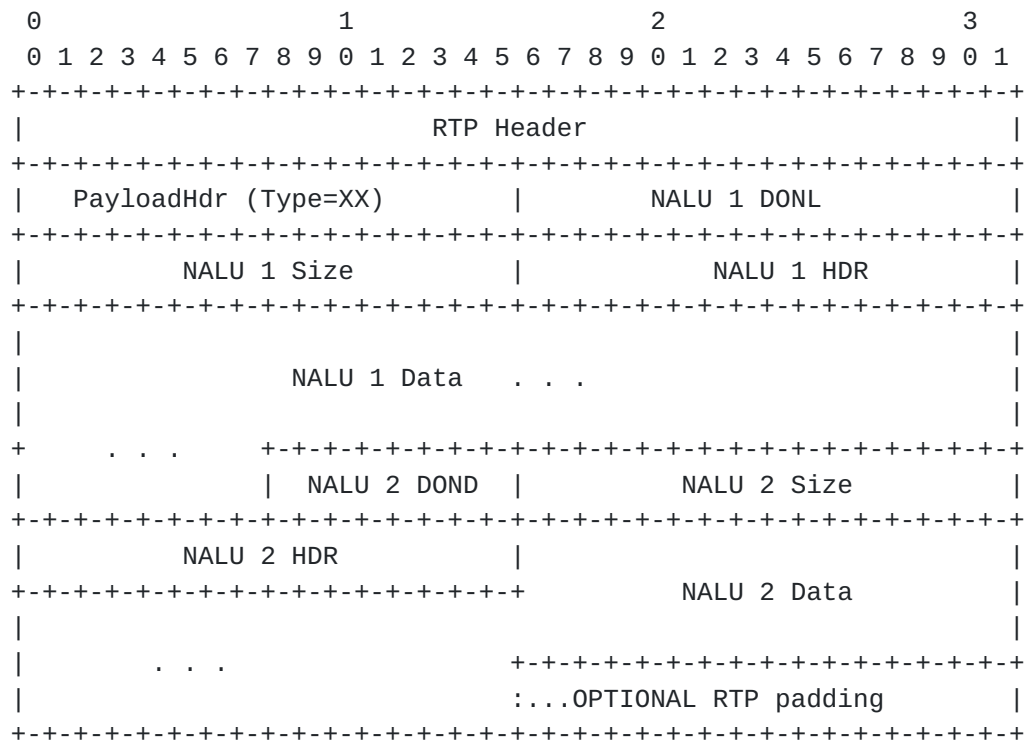 0                   1                   2                   3
 0 1 2 3 4 5 6 7 8 9 0 1 2 3 4 5 6 7 8 9 0 1 2 3 4 5 6 7 8 9 0 1
+-+-+-+-+-+-+-+-+-+-+-+-+-+-+-+-+-+-+-+-+-+-+-+-+-+-+-+-+-+-+-+-+
|                          RTP Header                           |
+-+-+-+-+-+-+-+-+-+-+-+-+-+-+-+-+-+-+-+-+-+-+-+-+-+-+-+-+-+-+-+-+
|   PayloadHdr (Type=XX)        |        NALU 1 DONL            |
+-+-+-+-+-+-+-+-+-+-+-+-+-+-+-+-+-+-+-+-+-+-+-+-+-+-+-+-+-+-+-+-+
|          NALU 1 Size          |            NALU 1 HDR         |
+-+-+-+-+-+-+-+-+-+-+-+-+-+-+-+-+-+-+-+-+-+-+-+-+-+-+-+-+-+-+-+-+
|                                                               |
|                 NALU 1 Data   . . .                           |
|                                                               |
+     . . .     +-+-+-+-+-+-+-+-+-+-+-+-+-+-+-+-+-+-+-+-+-+-+-+-+
|               |  NALU 2 DOND  |          NALU 2 Size          |
+-+-+-+-+-+-+-+-+-+-+-+-+-+-+-+-+-+-+-+-+-+-+-+-+-+-+-+-+-+-+-+-+
|          NALU 2 HDR           |                               |
+-+-+-+-+-+-+-+-+-+-+-+-+-+-+-+-+          NALU 2 Data          |
|                                                               |
|        . . .                  +-+-+-+-+-+-+-+-+-+-+-+-+-+-+-+-+
|                               :...OPTIONAL RTP padding        |
+-+-+-+-+-+-+-+-+-+-+-+-+-+-+-+-+-+-+-+-+-+-+-+-+-+-+-+-+-+-+-+-+